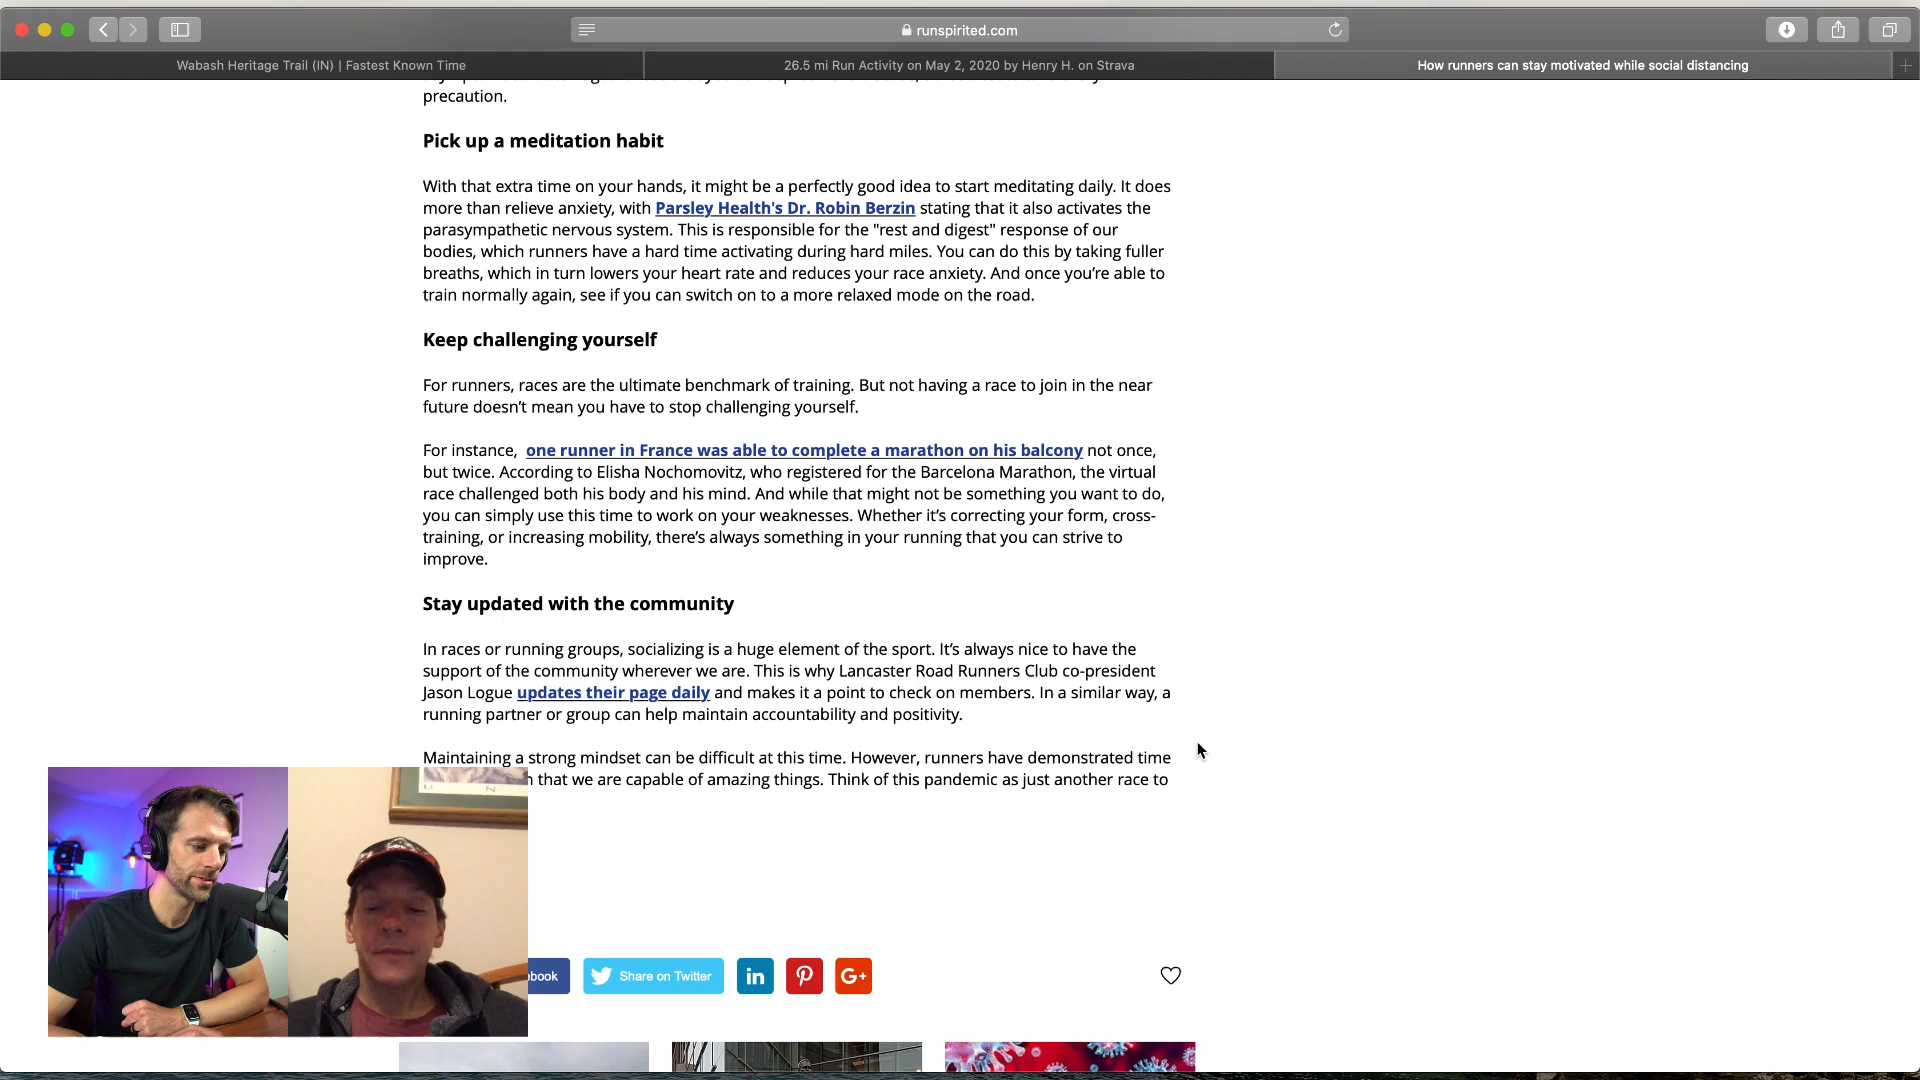 runspirited.com
Wabash Heritage Trail (IN) | Fastest Known Time
26.5 mi Run Activity on May 2, 2020 by Henry H. on Strava
How runners can stay motivated while social distancing
precaution.
Pick up a meditation habit
With that extra time on your hands, it might be a perfectly good idea to start meditating daily. It does
more than relieve anxiety, with Parsley Health's Dr. Robin Berzin stating that it also activates the
parasympathetic nervous system. This is responsible for the "rest and digest" response of our
bodies, which runners have a hard time activating during hard miles. You can do this by taking fuller
breaths, which in turn lowers your heart rate and reduces your race anxiety. And once you’re able to
train normally again, see if you can switch on to a more relaxed mode on the road.
Keep challenging yourself
For runners, races are the ultimate benchmark of training. But not having a race to join in the near
future doesn’t mean you have to stop challenging yourself.
For instance, one runner in France was able to complete a marathon on his balcony not once,
but twice. According to Elisha Nochomovitz, who registered for the Barcelona Marathon, the virtual
race challenged both his body and his mind. And while that might not be something you want to do,
you can simply use this time to work on your weaknesses. Whether it’s correcting your form, cross-
training, or increasing mobility, there’s always something in your running that you can strive to
improve.
Stay updated with the community
In races or running groups, socializing is a huge element of the sport. It’s always nice to have the
support of the community wherever we are. This is why Lancaster Road Runners Club co-president
Jason Logue updates their page daily and makes it a point to check on members. In a similar way, a
running partner or group can help maintain accountability and positivity.
Maintaining a strong mindset can be difficult at this time. However, runners have demonstrated time
that we are capable of amazing things. Think of this pandemic as just another race to
book
Share on Twitter
in
G+